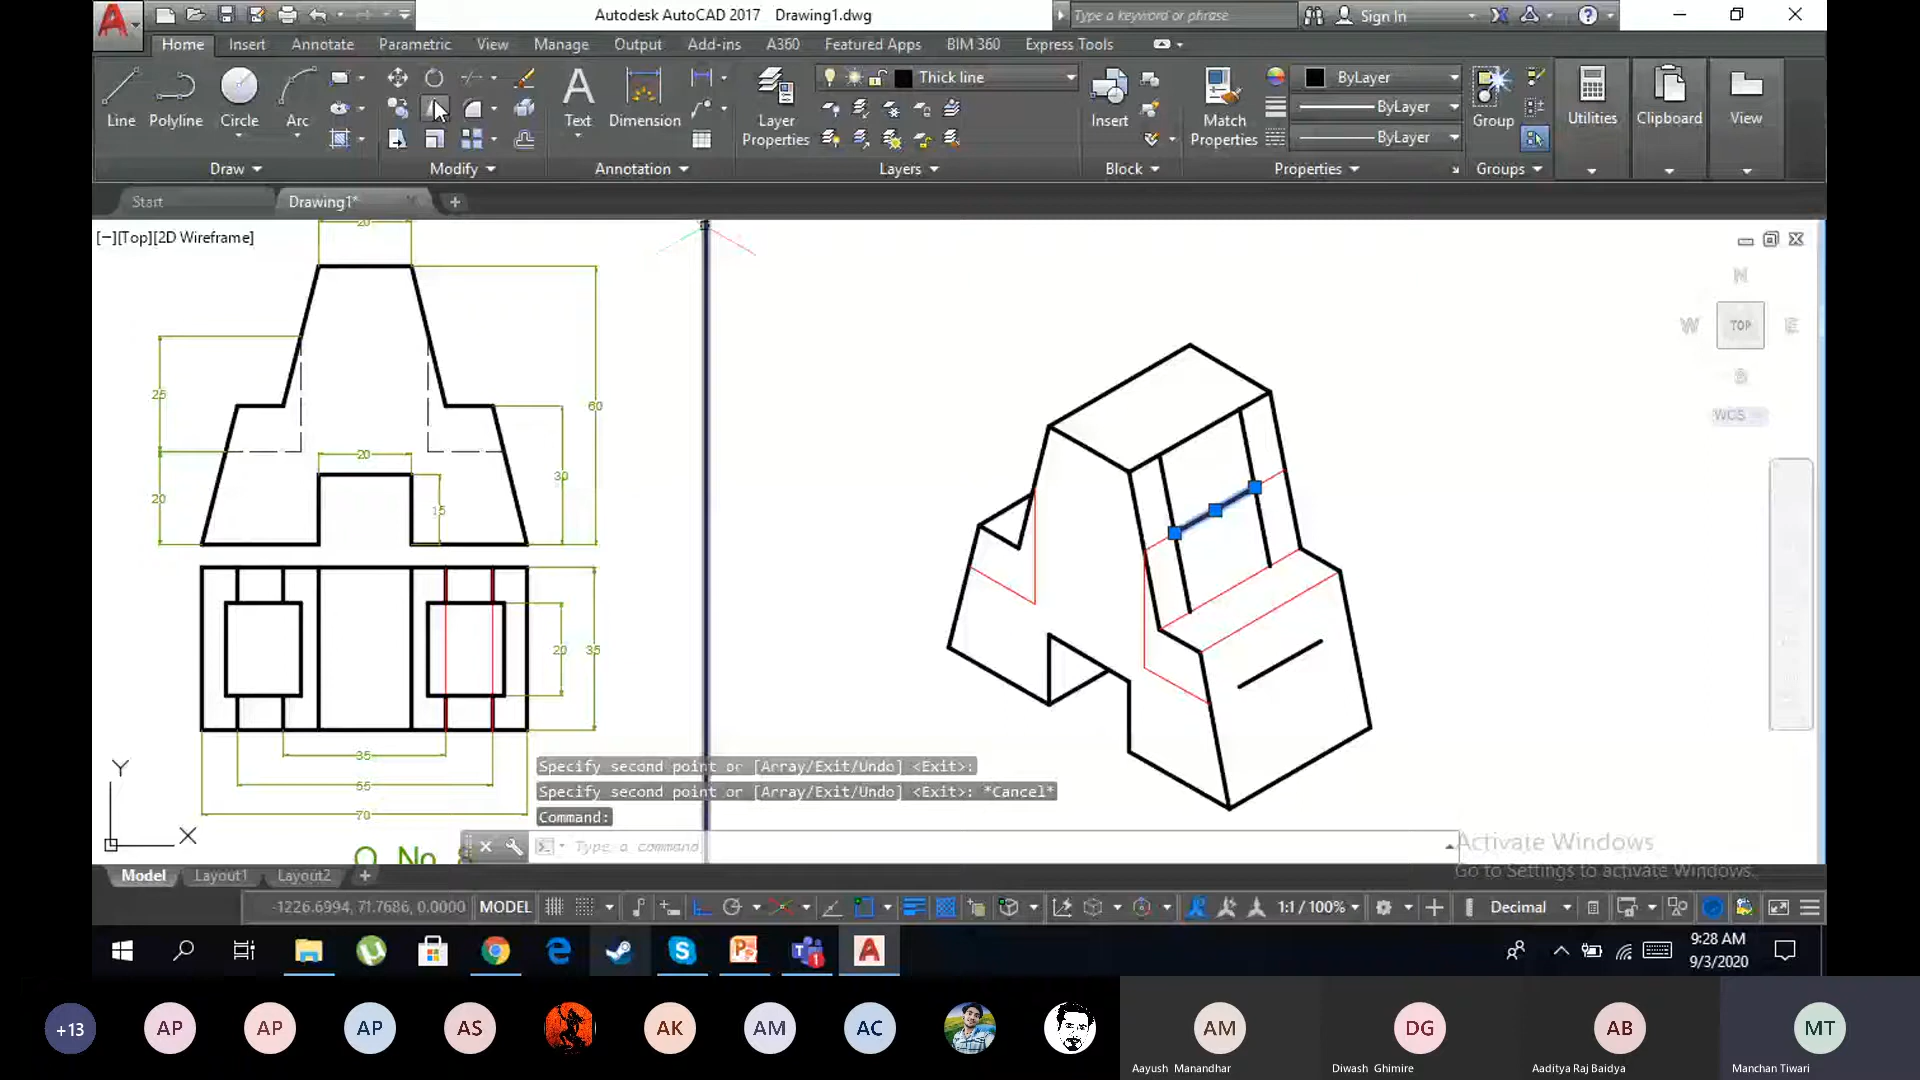 Autodesk AutoCAD 2017 Drawing1.dwg
Type a keyword or phrase
Sign In
Home Insert Annotate Parametric View Manage Output Add-ins A360 Featured Apps BIM 360 Express Tools
Thick line
ByLayer
ByLayer
ByLayer
Line Polyline Circle Arc
Text Dimension
Layer Properties
Insert
Match Properties
Group
Utilities
Clipboard
View
Draw Modify Annotation Layers Block Properties Groups
Start Drawing1*
[−][Top][2D Wireframe]
N
W TOP E
S
WCS
20
25
60
20
30
20
15
20
35
35
55
70
Q No
Y
X
Specify second point or [Array/Exit/Undo] <Exit>:
Specify second point or [Array/Exit/Undo] <Exit>: *Cancel*
Command:
Type a command
Activate Windows
Go to Settings to activate Windows.
Model Layout1 Layout2
-1226.6994, 71.7686, 0.0000 MODEL
1:1 / 100%
Decimal
1
9:28 AM
9/3/2020
+13 AP AP AP AS AK AM AC AM DG AB MT
Aayush Manandhar
Diwash Ghimire
Aaditya Raj Baidya
Manchan Tiwari